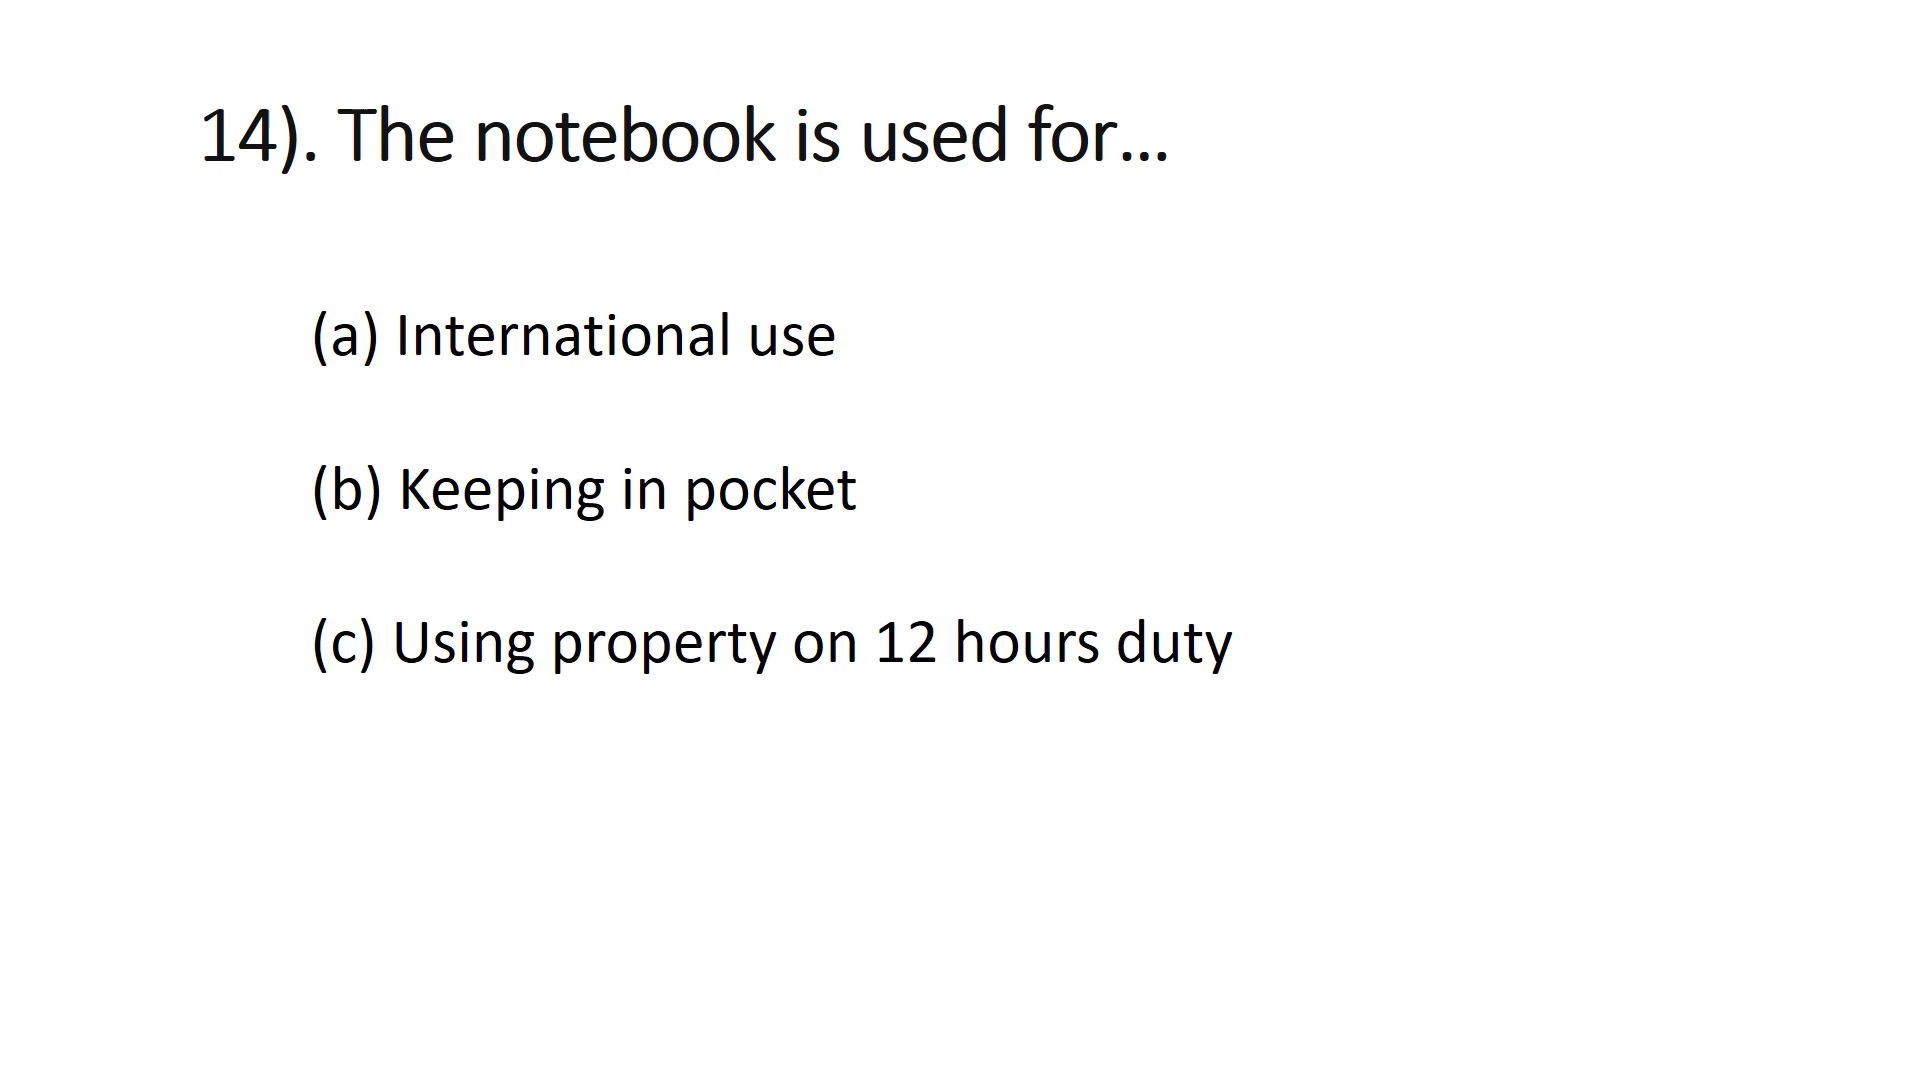 14). The notebook is used for...
(a) International use
(b) Keeping in pocket
(c) Using property on 12 hours duty